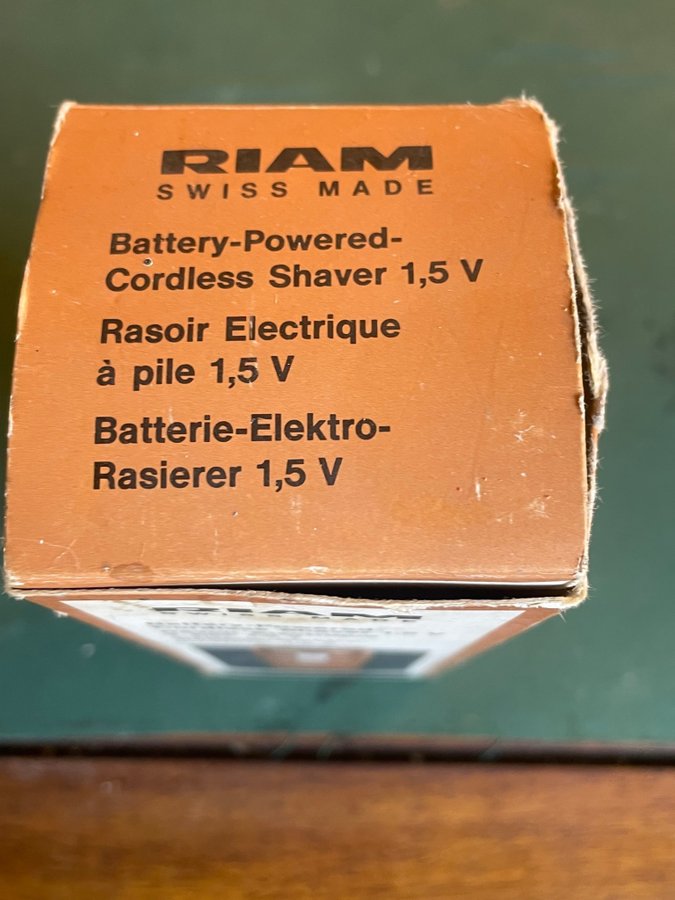 RIAM
SWISS MADE
Battery-Powered-
Cordless Shaver 1,5 V
Rasoir Electrique
à pile 1,5 V
Batterie-Elektro-
Rasierer 1,5 V
RIAM